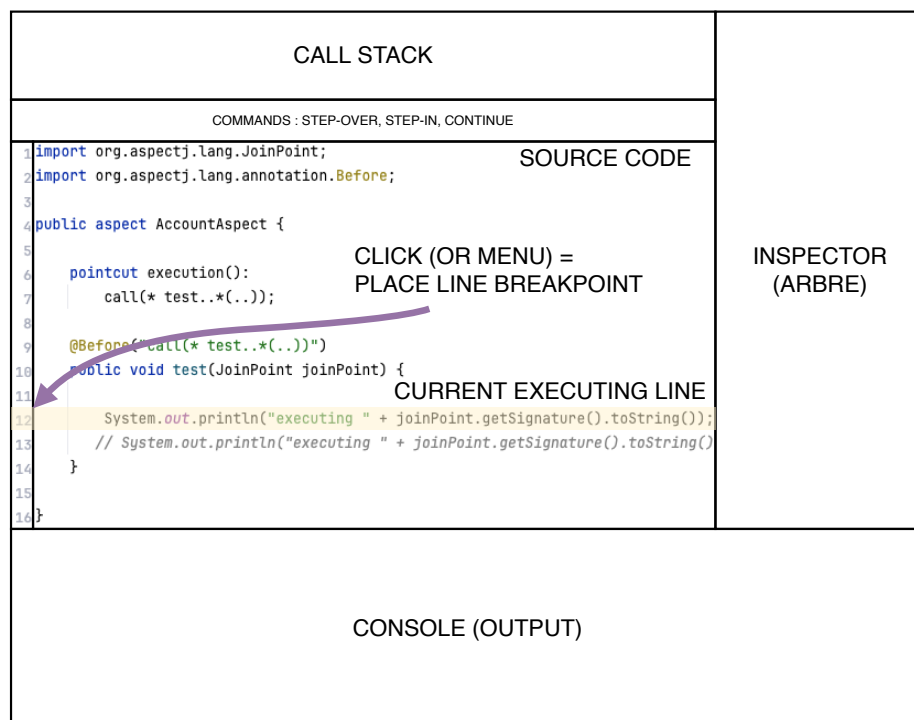 CALL STACK
COMMANDS : STEP-OVER, STEP-IN, CONTINUE
SOURCE CODE
1 import org.aspectj.lang.JoinPoint;
2 import org.aspectj.lang.annotation.Before;
3
4 public aspect AccountAspect {
5
6     pointcut execution():
7         call(* test..*(..));
8
9     @Before("call(* test..*(..))")
10     public void test(JoinPoint joinPoint) {
11
12         System.out.println("executing " + joinPoint.getSignature().toString());
13        // System.out.println("executing " + joinPoint.getSignature().toString()
14     }
15
16 }
CLICK (OR MENU) =
PLACE LINE BREAKPOINT
CURRENT EXECUTING LINE
INSPECTOR
(ARBRE)
CONSOLE (OUTPUT)